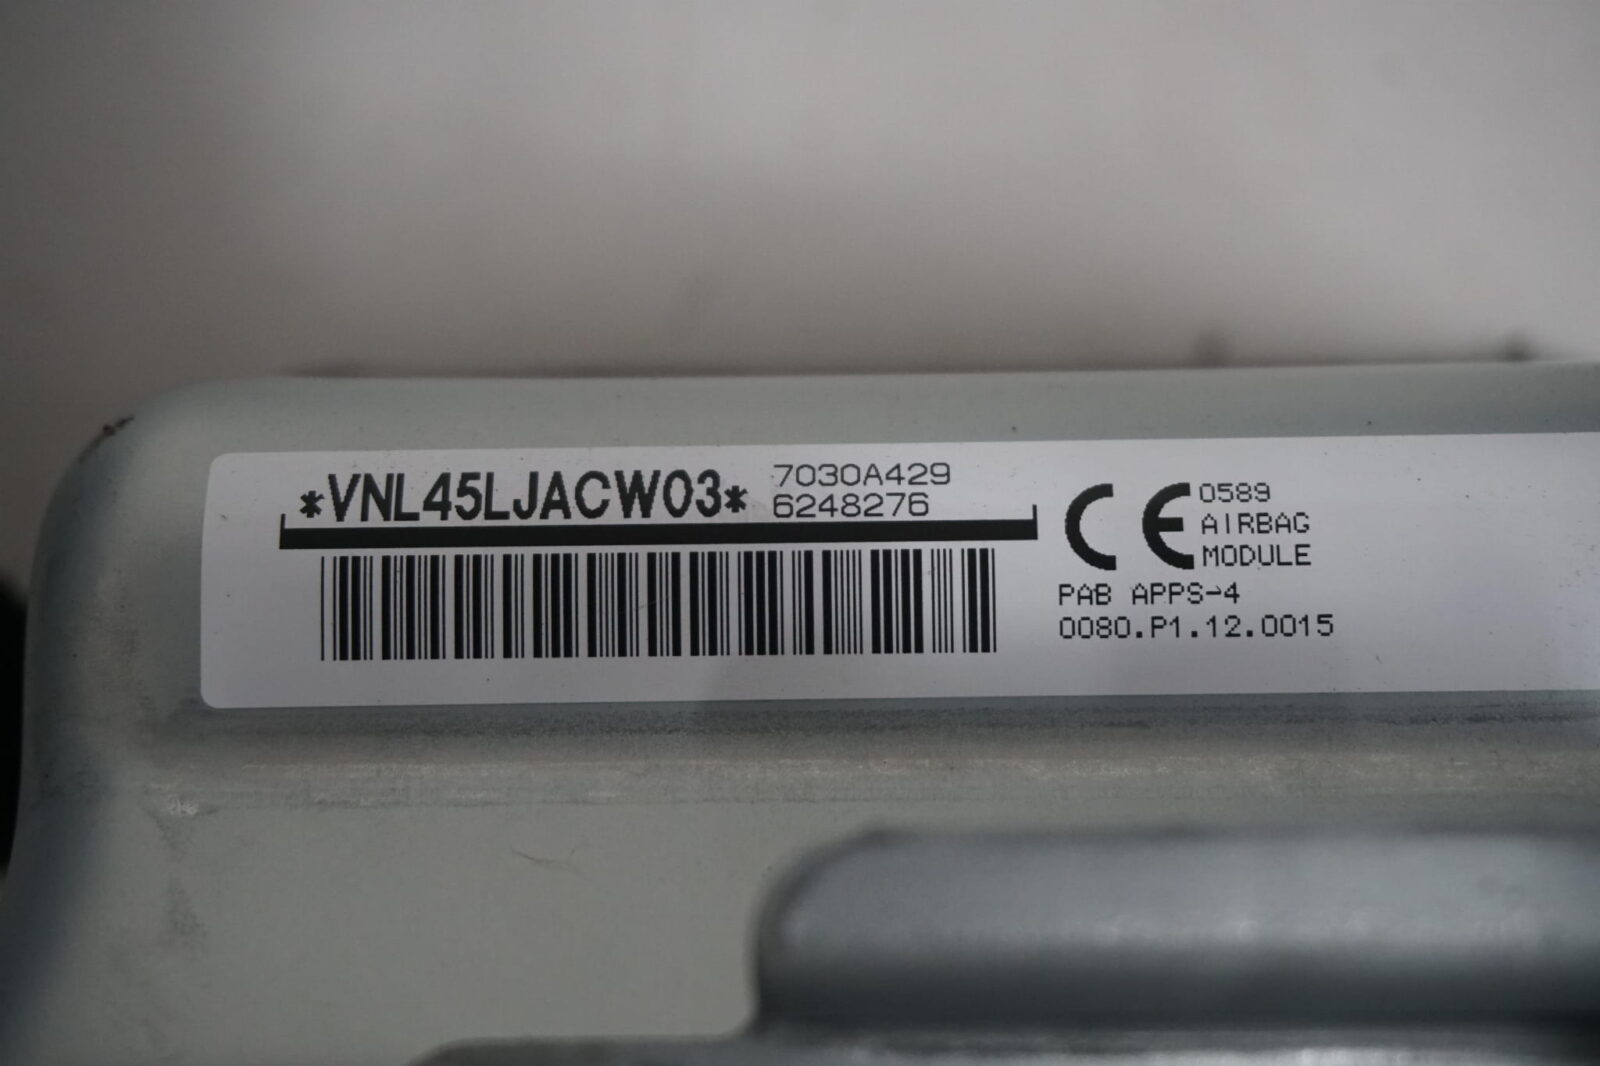 *VNL45LJACW03*
7030A429
6248276
CE
0589
AIRBAG
MODULE
PAB APPS-4
0080.P1.12.0015